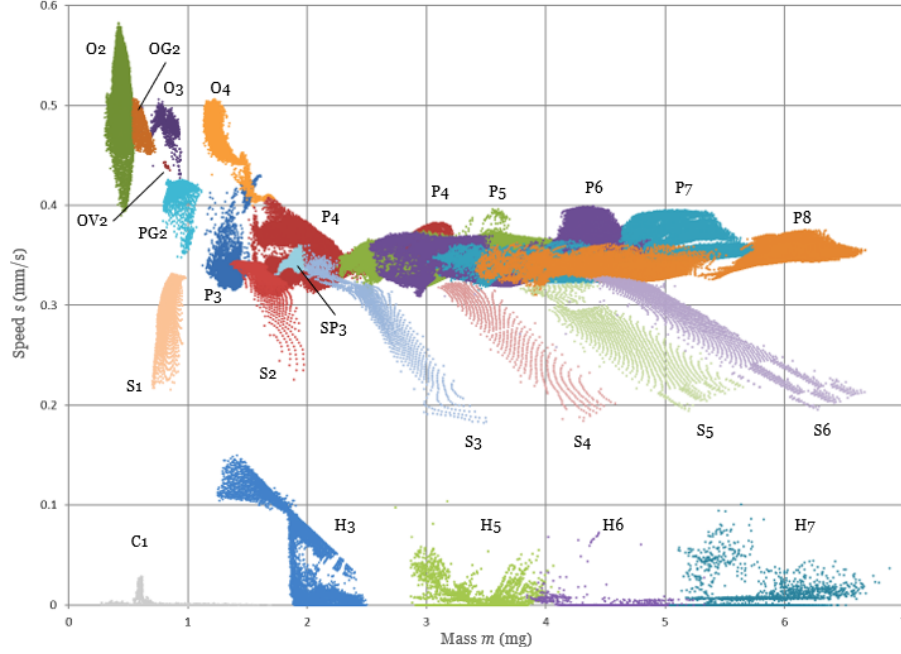 0.6
O2
OG2
O3
O4
0.5
OV2
PG2
0.4
P3
P4
P4
P5
P6
P7
P8
Speed s (mm/s)
0.3
SP3
S1
S2
0.2
S3
S4
S5
S6
0.1
C1
H3
H5
H6
H7
0
0
1
2
3
4
5
6
Mass m (mg)